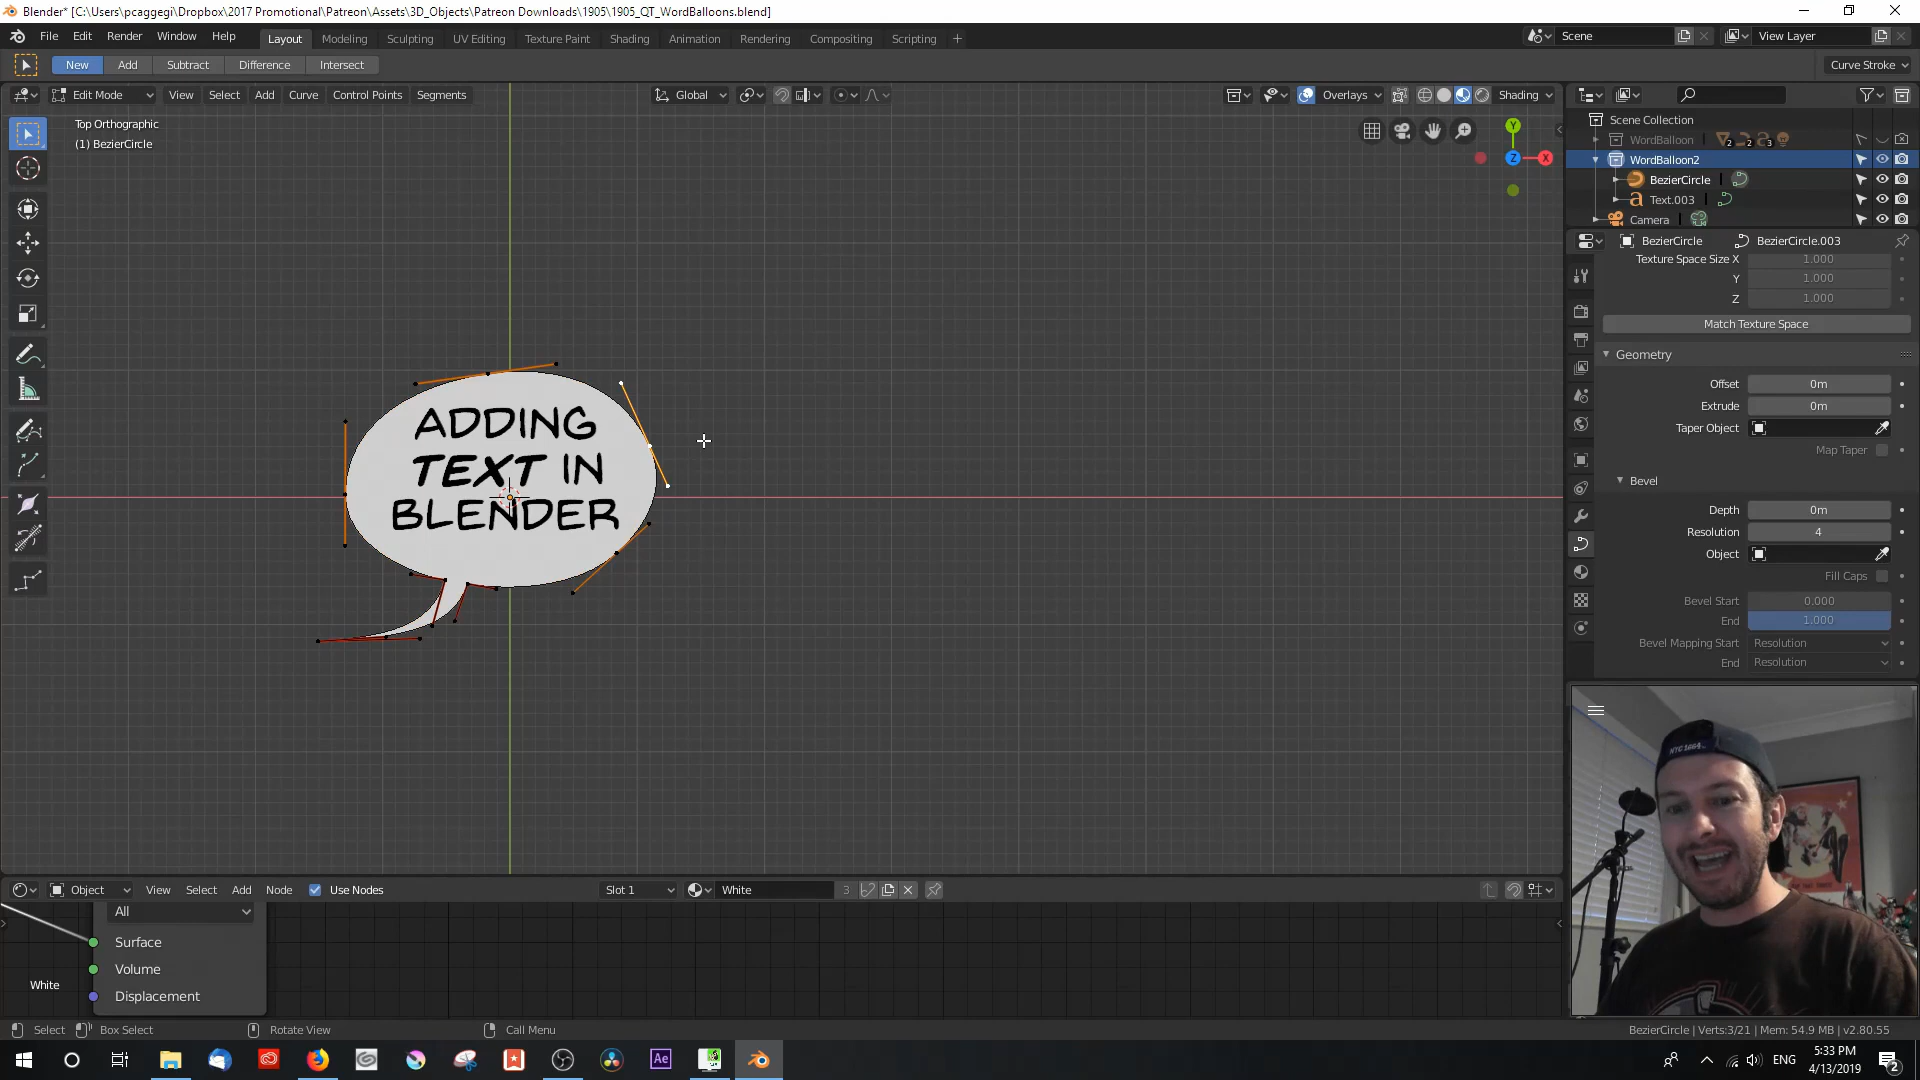 Blender* [C:\Users\pcaggegi\Dropbox\2017 Promotional\Patreon\Assets\3D_Objects\Patreon Downloads\1905\1905_QT_WordBalloons.blend]
File Edit Render Window Help Layout Modeling Sculpting UV Editing Texture Paint Shading Animation Rendering Compositing Scripting Scene View Layer
New Add Subtract Difference Intersect Curve Stroke
Edit Mode View Select Add Curve Control Points Segments Global Overlays Shading
Top Orthographic
(1) BezierCircle
Y
Z
X
ADDING
TEXT IN
BLENDER
Scene Collection
WordBalloon 2 2 3
WordBalloon2
BezierCircle
Text.003
Camera
BezierCircle BezierCircle.003
Texture Space Size X 1.000
Y 1.000
Z 1.000
Match Texture Space
Geometry
Offset 0m
Extrude 0m
Taper Object
Map Taper
Bevel
Depth 0m
Resolution 4
Object
Fill Caps
Bevel Start 0.000
End 1.000
Bevel Mapping Start Resolution
End Resolution
Object View Select Add Node Use Nodes Slot 1 White 3
All
Surface
Volume
Displacement
White
Select Box Select Rotate View Call Menu BezierCircle | Verts:3/21 | Mem: 54.9 MB | v2.80.55
Ae ENG 5:33 PM
4/13/2019 2